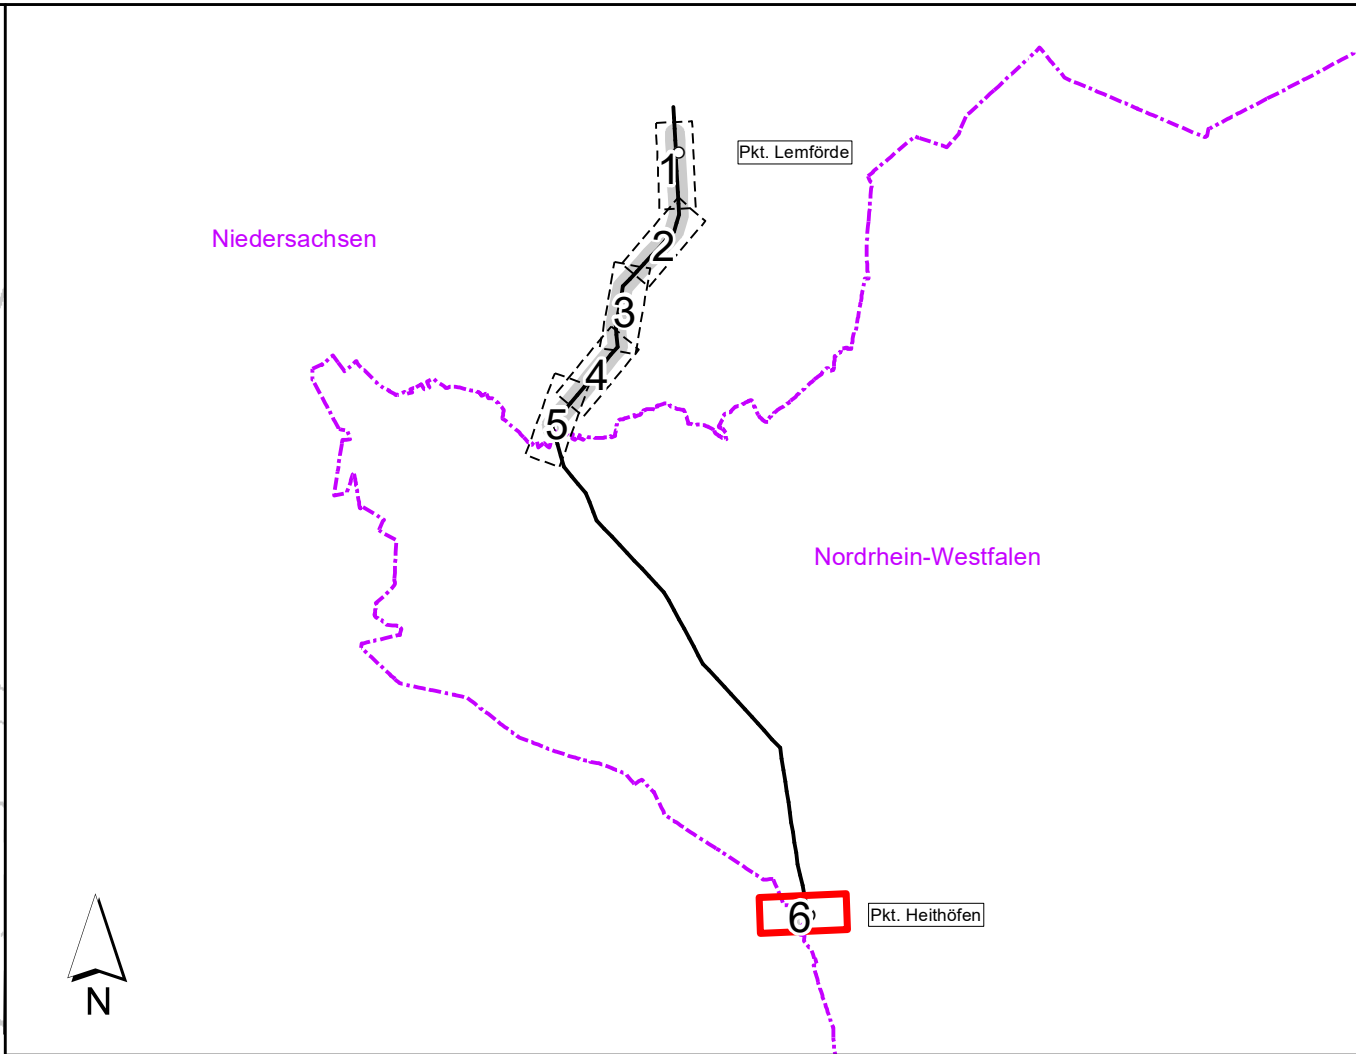 Pkt. Lemförde
1
Niedersachsen
2
3
4
5
Nordrhein-Westfalen
6
Pkt. Heithöfen
N